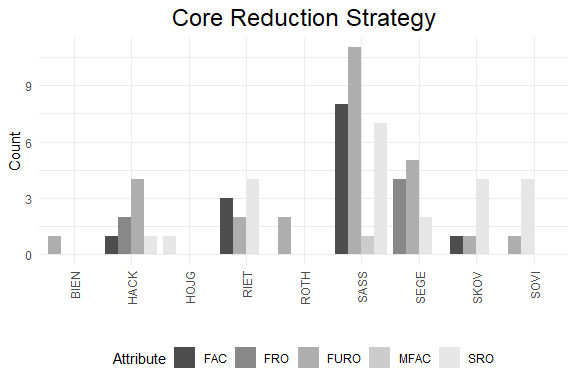 Core Reduction Strategy
Count
9
6
3
0
BIEN HACK HOJG RIET ROTH SASS SEGE SKOV SOVI
Attribute FAC FRO FURO MFAC SRO